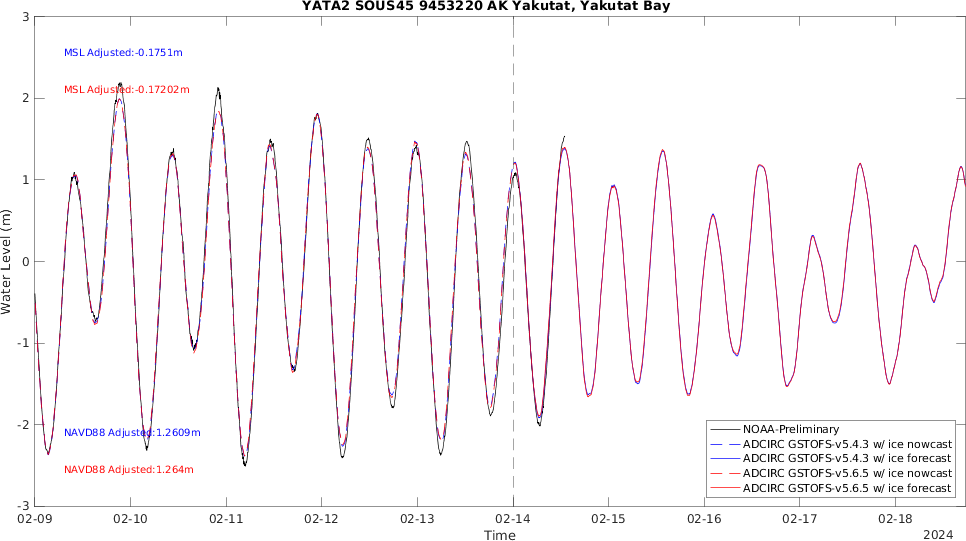 YATA2 SOUS45 9453220 AK Yakutat, Yakutat Bay
MSL Adjusted:-0.1751m
MSL Adjusted:-0.17202m
NAVD88 Adjusted:1.2609m
NAVD88 Adjusted:1.264m
Water Level (m)
3
2
1
0
-1
-2
-3
NOAA-Preliminary
ADCIRC GSTOFS-v5.4.3 w/ ice nowcast
ADCIRC GSTOFS-v5.4.3 w/ ice forecast
ADCIRC GSTOFS-v5.6.5 w/ ice nowcast
ADCIRC GSTOFS-v5.6.5 w/ ice forecast
02-09 02-10 02-11 02-12 02-13 02-14 02-15 02-16 02-17 02-18
Time
2024